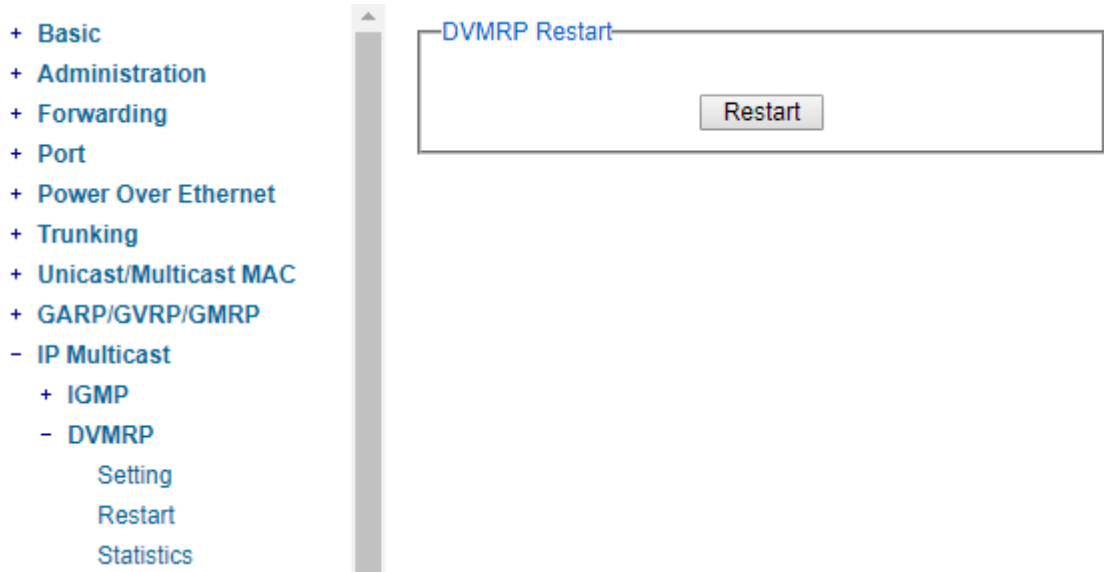 + Basic
+ Administration
+ Forwarding
+ Port
+ Power Over Ethernet
+ Trunking
+ Unicast/Multicast MAC
+ GARP/GVRP/GMRP
- IP Multicast
+ IGMP
- DVMRP
Setting
Restart
Statistics
DVMRP Restart
Restart